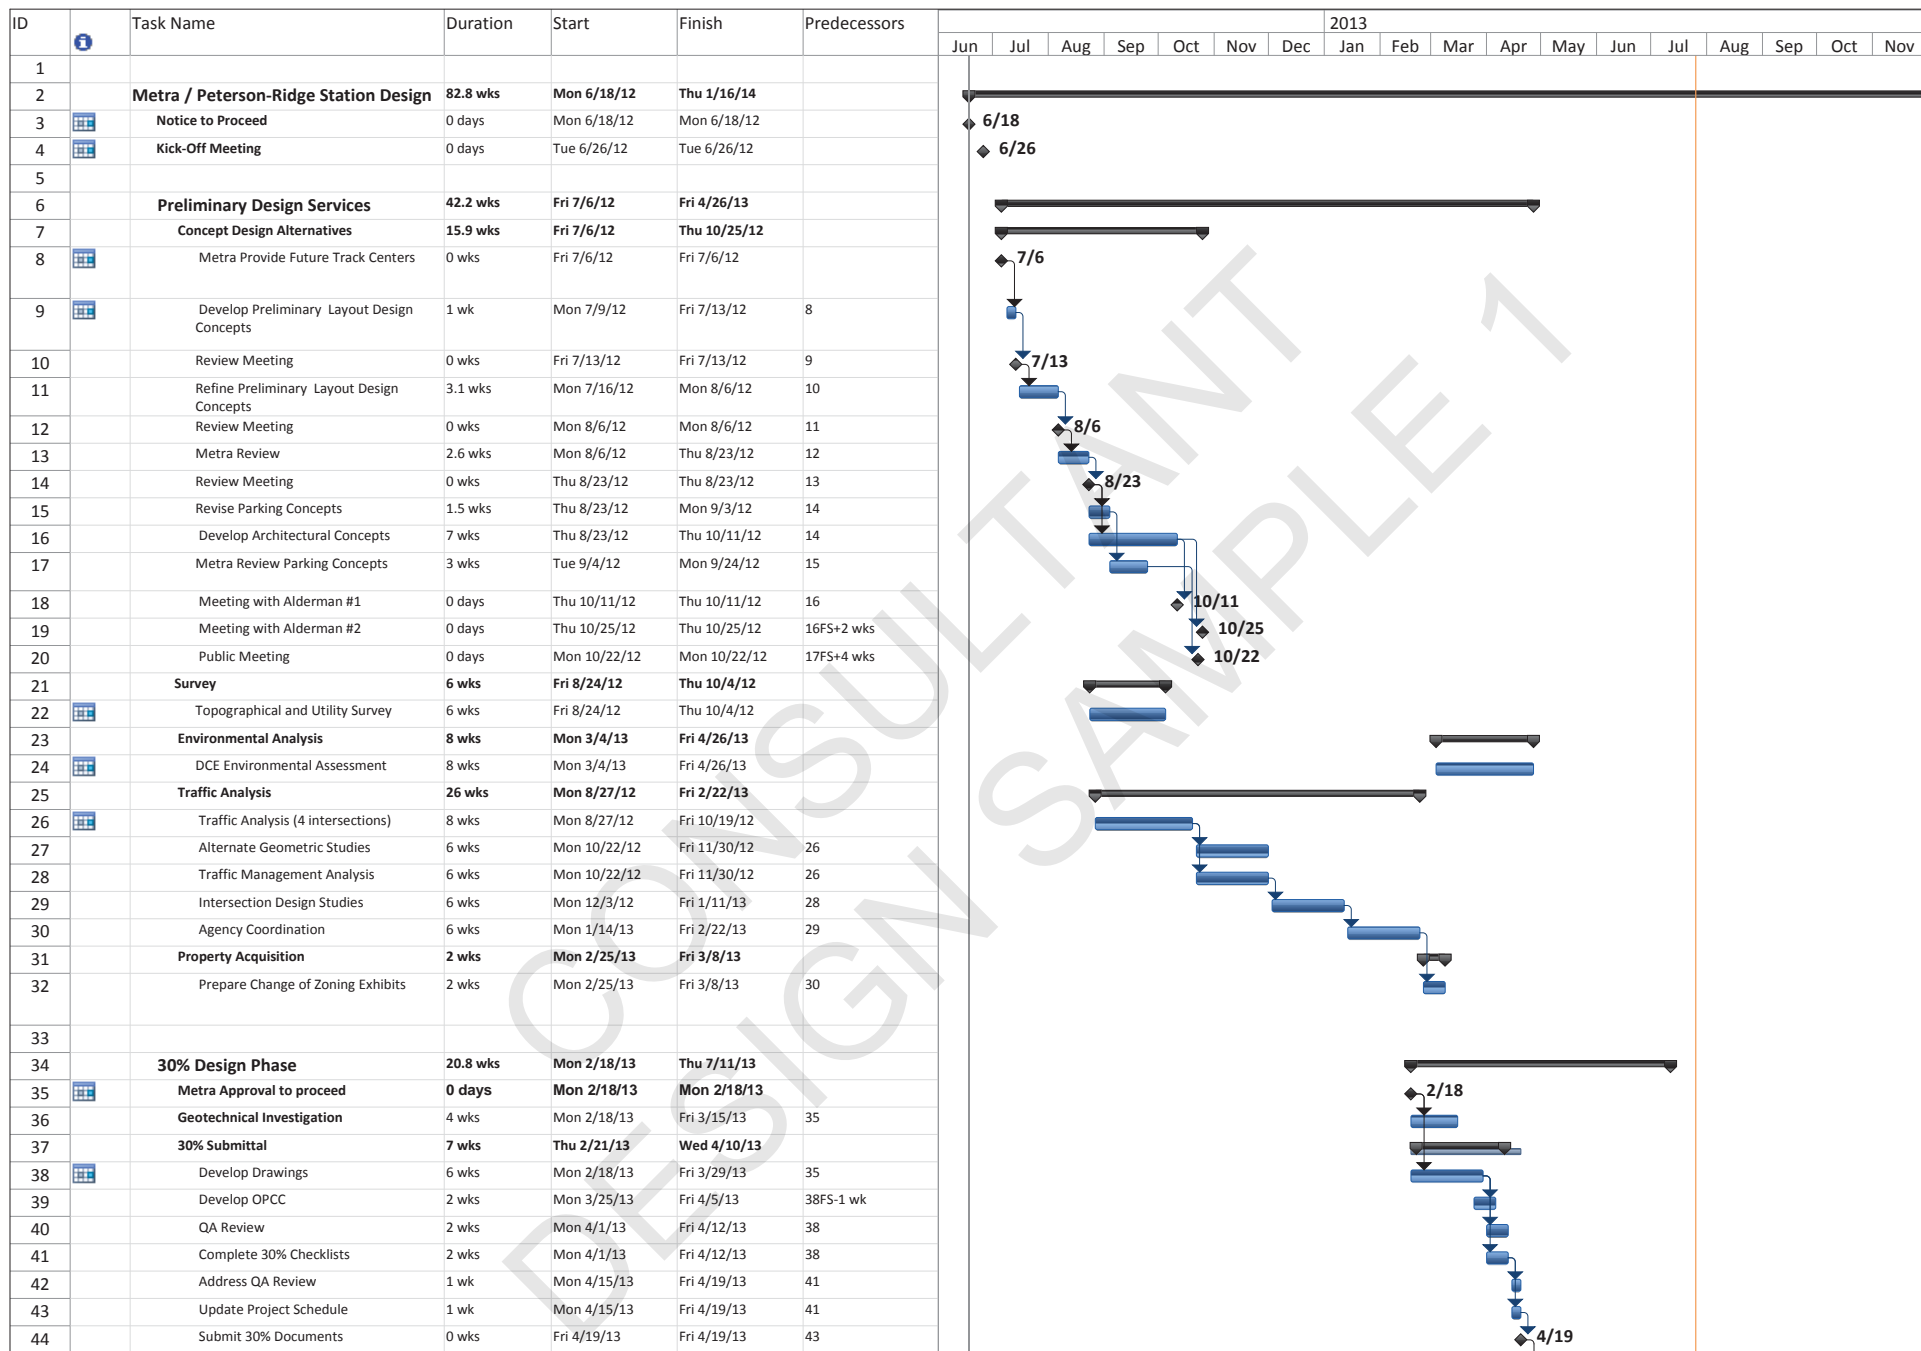 ID Task Name Duration Start Finish Predecessors 2013
Jun Jul Aug Sep Oct Nov Dec Jan Feb Mar Apr May Jun Jul Aug Sep Oct Nov
1
2 Metra / Peterson-Ridge Station Design 82.8 wks Mon 6/18/12 Thu 1/16/14
3 Notice to Proceed 0 days Mon 6/18/12 Mon 6/18/12 6/18
4 Kick-Off Meeting 0 days Tue 6/26/12 Tue 6/26/12 6/26
5
6 Preliminary Design Services 42.2 wks Fri 7/6/12 Fri 4/26/13
7 Concept Design Alternatives 15.9 wks Fri 7/6/12 Thu 10/25/12
8 Metra Provide Future Track Centers 0 wks Fri 7/6/12 Fri 7/6/12 7/6
9 Develop Preliminary Layout Design 1 wk Mon 7/9/12 Fri 7/13/12 8
Concepts
10 Review Meeting 0 wks Fri 7/13/12 Fri 7/13/12 9 7/13
11 Refine Preliminary Layout Design 3.1 wks Mon 7/16/12 Mon 8/6/12 10
Concepts
12 Review Meeting 0 wks Mon 8/6/12 Mon 8/6/12 11 8/6
13 Metra Review 2.6 wks Mon 8/6/12 Thu 8/23/12 12
14 Review Meeting 0 wks Thu 8/23/12 Thu 8/23/12 13 8/23
15 Revise Parking Concepts 1.5 wks Thu 8/23/12 Mon 9/3/12 14
16 Develop Architectural Concepts 7 wks Thu 8/23/12 Thu 10/11/12 14
17 Metra Review Parking Concepts 3 wks Tue 9/4/12 Mon 9/24/12 15
18 Meeting with Alderman #1 0 days Thu 10/11/12 Thu 10/11/12 16 10/11
19 Meeting with Alderman #2 0 days Thu 10/25/12 Thu 10/25/12 16FS+2 wks 10/25
20 Public Meeting 0 days Mon 10/22/12 Mon 10/22/12 17FS+4 wks 10/22
21 Survey 6 wks Fri 8/24/12 Thu 10/4/12
22 Topographical and Utility Survey 6 wks Fri 8/24/12 Thu 10/4/12
23 Environmental Analysis 8 wks Mon 3/4/13 Fri 4/26/13
24 DCE Environmental Assessment 8 wks Mon 3/4/13 Fri 4/26/13
25 Traffic Analysis 26 wks Mon 8/27/12 Fri 2/22/13
26 Traffic Analysis (4 intersections) 8 wks Mon 8/27/12 Fri 10/19/12
27 Alternate Geometric Studies 6 wks Mon 10/22/12 Fri 11/30/12 26
28 Traffic Management Analysis 6 wks Mon 10/22/12 Fri 11/30/12 26
29 Intersection Design Studies 6 wks Mon 12/3/12 Fri 1/11/13 28
30 Agency Coordination 6 wks Mon 1/14/13 Fri 2/22/13 29
31 Property Acquisition 2 wks Mon 2/25/13 Fri 3/8/13
32 Prepare Change of Zoning Exhibits 2 wks Mon 2/25/13 Fri 3/8/13 30
33
34 30% Design Phase 20.8 wks Mon 2/18/13 Thu 7/11/13
35 Metra Approval to proceed 0 days Mon 2/18/13 Mon 2/18/13 2/18
36 Geotechnical Investigation 4 wks Mon 2/18/13 Fri 3/15/13 35
37 30% Submittal 7 wks Thu 2/21/13 Wed 4/10/13
38 Develop Drawings 6 wks Mon 2/18/13 Fri 3/29/13 35
39 Develop OPCC 2 wks Mon 3/25/13 Fri 4/5/13 38FS-1 wk
40 QA Review 2 wks Mon 4/1/13 Fri 4/12/13 38
41 Complete 30% Checklists 2 wks Mon 4/1/13 Fri 4/12/13 38
42 Address QA Review 1 wk Mon 4/15/13 Fri 4/19/13 41
43 Update Project Schedule 1 wk Mon 4/15/13 Fri 4/19/13 41
44 Submit 30% Documents 0 wks Fri 4/19/13 Fri 4/19/13 43 4/19
CONSULTANT
DESIGN SAMPLE 1